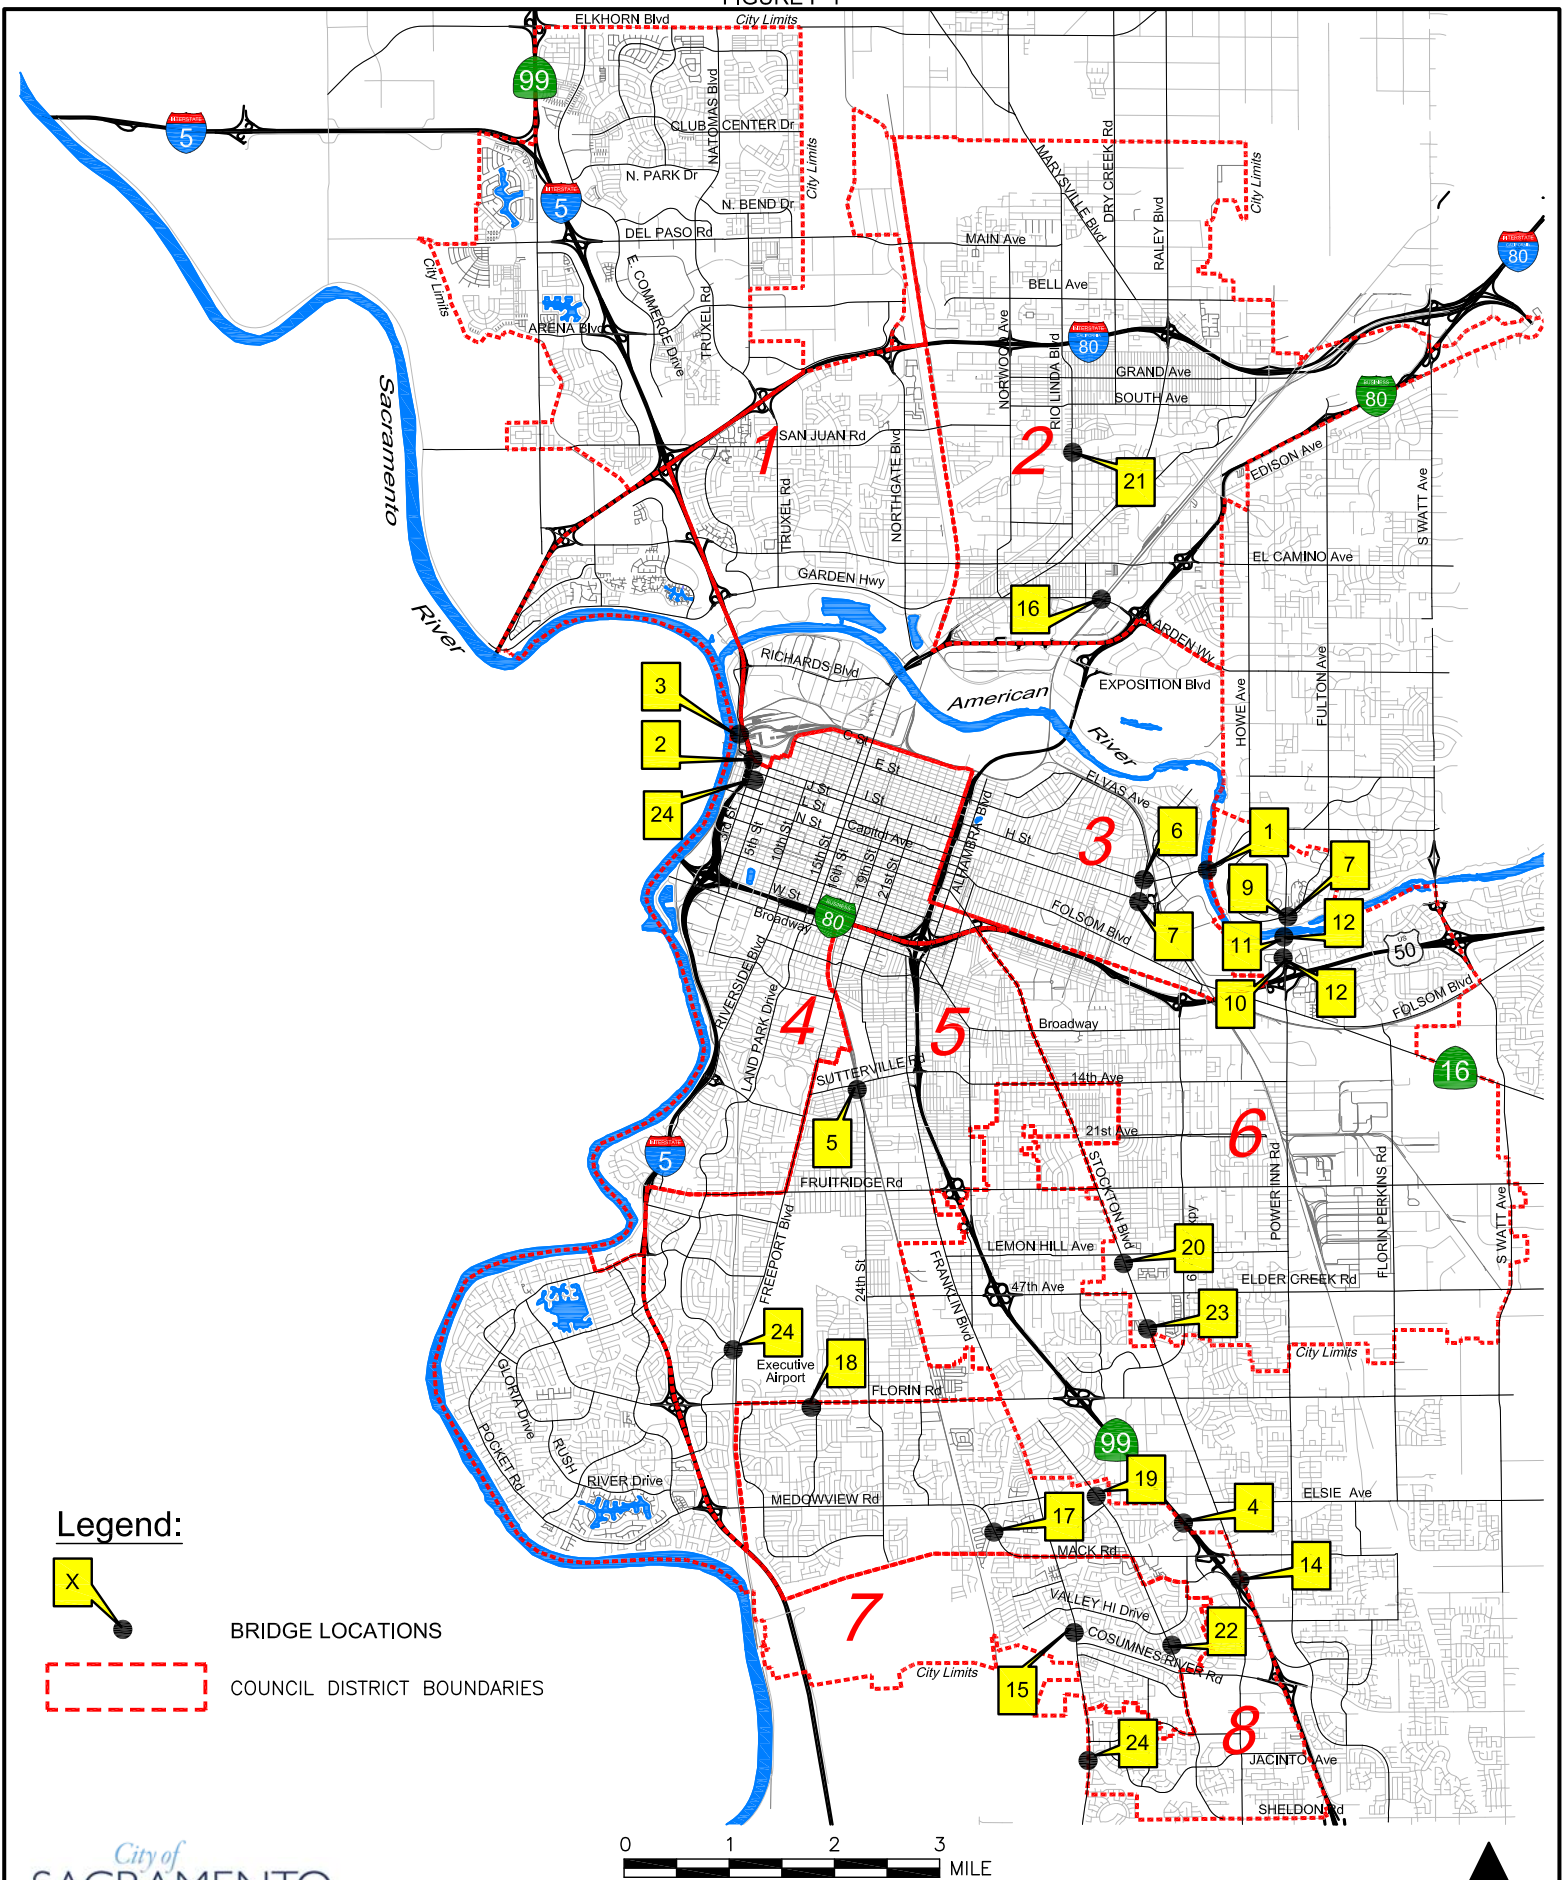 ELKHORN Blvd
City Limits
99
INTERSTATE
5
NATOMAS Blvd
CLUB CENTER Dr
City Limits
N. PARK Dr
INTERSTATE
5
N. BEND Dr
DEL PASO Rd
MARYSVILLE Blvd
DRY CREEK Rd
RALEY Blvd
City Limits
MAIN Ave
INTERSTATE
CALIFORNIA
80
City Limits
E. COMMERCE Drive
TRUXEL Rd
BELL Ave
ARENA Blvd
NORWOOD Ave
RIO LINDA Blvd
INTERSTATE
80
GRAND Ave
SOUTH Ave
BUSINESS
80
Sacramento
River
1
SAN JUAN Rd
NORTHGATE Blvd
2
21
EDISON Ave
S WATT Ave
TRUXEL Rd
EL CAMINO Ave
GARDEN Hwy
16
ARDEN Wy
RICHARDS Blvd
American
River
EXPOSITION Blvd
HOWE Ave
FULTON Ave
3
2
24
C St
E St
I St
J St
L St
N St
Capitol Ave
3rd St
5th St
10th St
15th St
16th St
19th St
21st St
W St
Broadway
BUSINESS
80
ALHAMBRA Blvd
H St
ELVAS Ave
3
6
1
7
9
7
12
11
10
12
FOLSOM Blvd
US
50
FOLSOM Blvd
16
RIVERSIDE Blvd
LAND PARK Drive
4
5
Broadway
SUTTERVILLE Rd
14th Ave
5
21st Ave
6
INTERSTATE
5
FRUITRIDGE Rd
STOCKTON Blvd
POWER INN Rd
FLORIN PERKINS Rd
S WATT Ave
FREEPORT Blvd
24th St
FRANKLIN Blvd
LEMON HILL Ave
20
ELDER CREEK Rd
47th Ave
23
City Limits
24
Executive
Airport
18
FLORIN Rd
GLORIA Drive
POCKET Rd
RUSH
RIVER Drive
99
MEDOWVIEW Rd
17
19
4
ELSIE Ave
MACK Rd
14
7
VALLEY HI Drive
COSUMNES RIVER Rd
22
City Limits
15
24
8
JACINTO Ave
SHELDON Rd
Legend:
X
BRIDGE LOCATIONS
COUNCIL DISTRICT BOUNDARIES
City of
SACRAMENTO
0 1 2 3
MILE